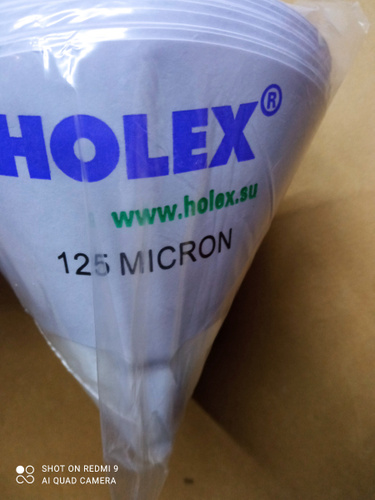 HOLEX®
www.holex.su
125 MICRON
SHOT ON REDMI 9
AI QUAD CAMERA